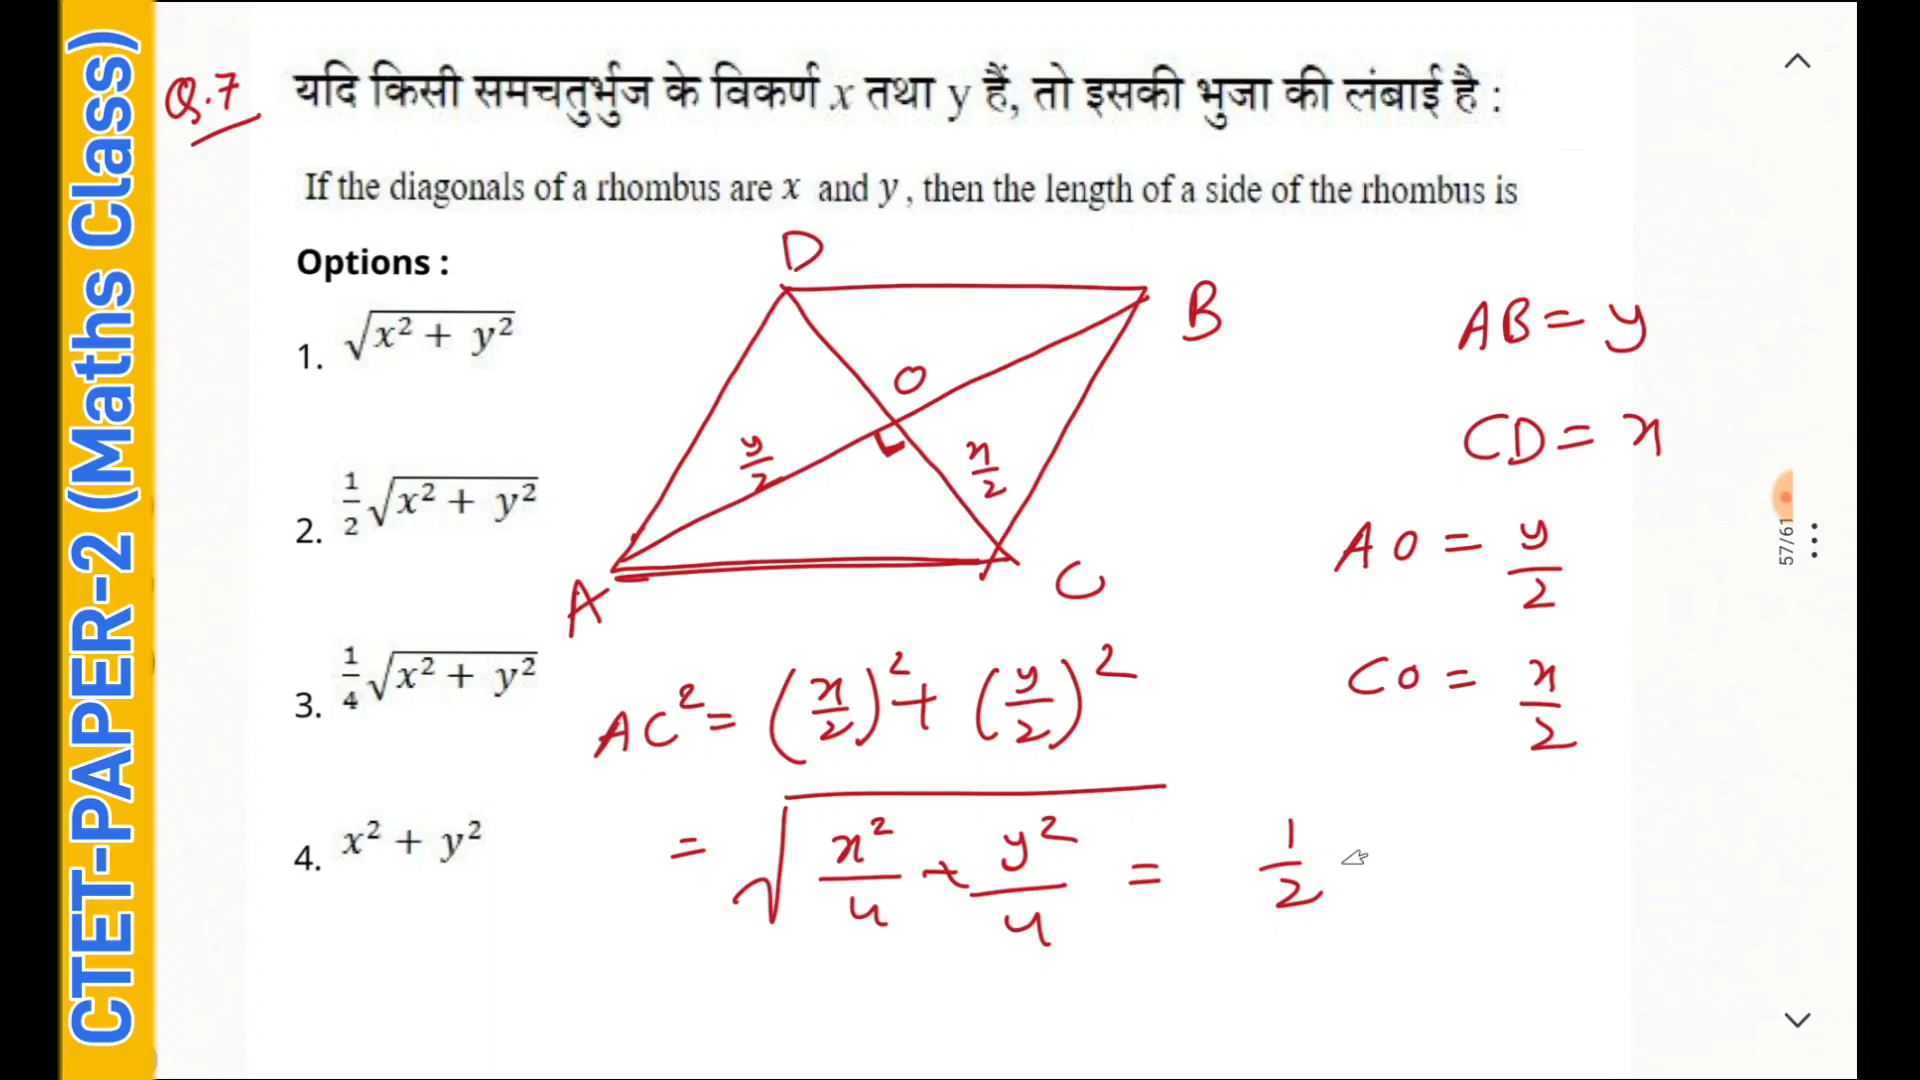 CTET-PAPER-2 (Maths Class)
Q.7
यदि किसी समचतुर्भुज के विकर्ण x तथा y हैं, तो इसकी भुजा की लंबाई है :
If the diagonals of a rhombus are x and y, then the length of a side of the rhombus is
Options :
1. √(x² + y²)
2. 1/2 √(x² + y²)
3. 1/4 √(x² + y²)
4. x² + y²
D
B
O
y/2
x/2
A
C
AB = y
CD = x
AO = y/2
CO = x/2
AC² = (x/2)² + (y/2)²
= √(x²/4 + y²/4) = 1/2
57/61